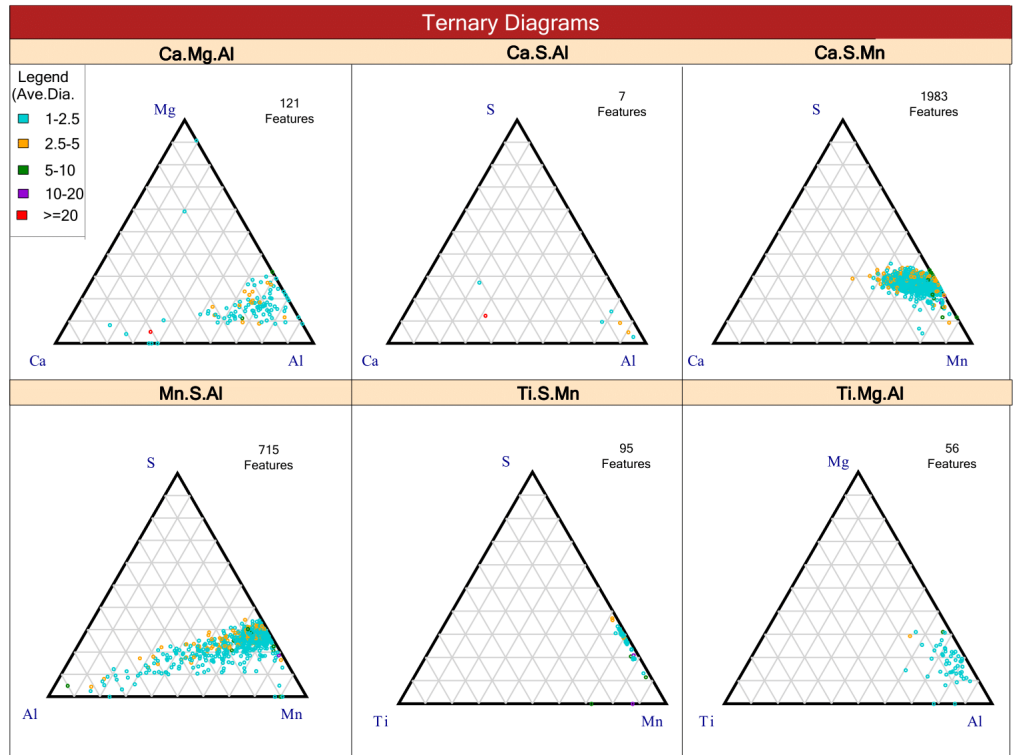 Ternary Diagrams
Ca.Mg.Al
Ca.S.Al
Ca.S.Mn
Legend
(Ave.Dia.
1-2.5
2.5-5
5-10
10-20
>=20
Mg
121
Features
Ca
Al
S
7
Features
Ca
Al
S
1983
Features
Ca
Mn
Mn.S.Al
Ti.S.Mn
Ti.Mg.Al
S
715
Features
Al
Mn
S
95
Features
Ti
Mn
Mg
56
Features
Ti
Al